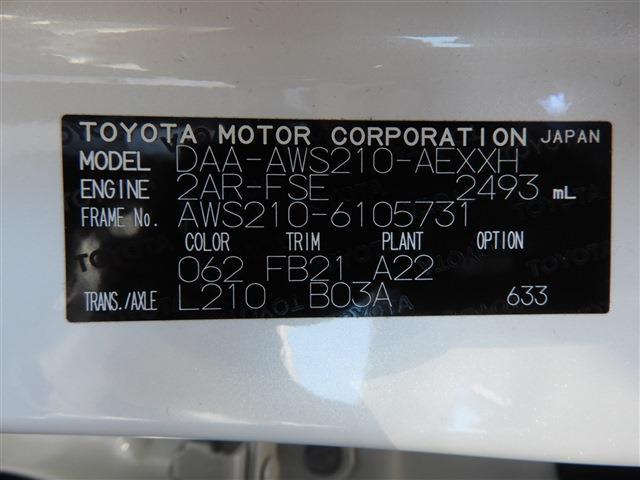 TOYOTA MOTOR CORPORATION JAPAN
MODEL DAA-AWS210-AEXXH
ENGINE 2AR-FSE 2493 mL
FRAME No. AWS210-6105731
COLOR TRIM PLANT OPTION
062 FB21 A22
TRANS./AXLE L210 B03A 633